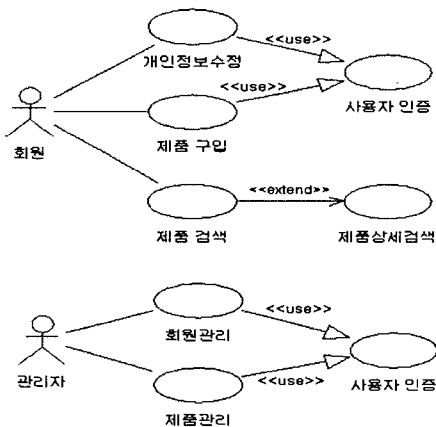 <<use>>
개인정보수정
<<use>>
사용자 인증
회원
제품 구입
<<extend>>
제품 검색
제품상세검색
<<use>>
회원관리
관리자
<<use>>
사용자 인증
제품관리